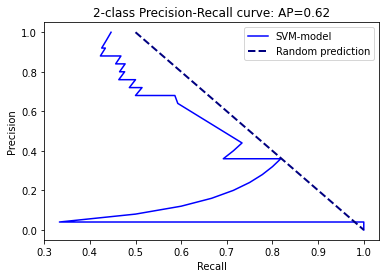 2-class Precision-Recall curve: AP=0.62
SVM-model
Random prediction
Precision
1.0
0.8
0.6
0.4
0.2
0.0
0.3 0.4 0.5 0.6 0.7 0.8 0.9 1.0
Recall